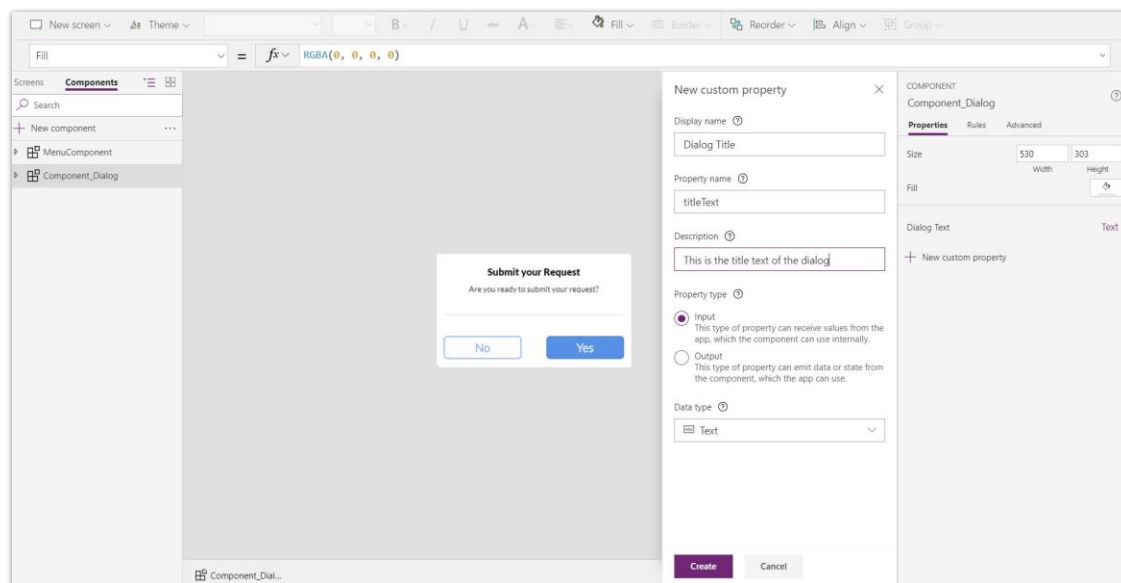 New screen
Theme
B
/
U
abc
A
Fill
Border
Reorder
Align
Group
Fill
=
fx
RGBA(0, 0, 0, 0)
Screens
Components
Search
New component
...
MenuComponent
Component_Dialog
Submit your Request
Are you ready to submit your request?
No
Yes
Component_Dial...
New custom property
Display name
Dialog Title
Property name
titleText
Description
This is the title text of the dialog
Property type
Input
This type of property can receive values from the
app, which the component can use internally.
Output
This type of property can emit data or state from
the component, which the app can use.
Data type
Text
Create
Cancel
COMPONENT
Component_Dialog
Properties
Rules
Advanced
Size
530
303
Width
Height
Fill
Dialog Text
Text
New custom property